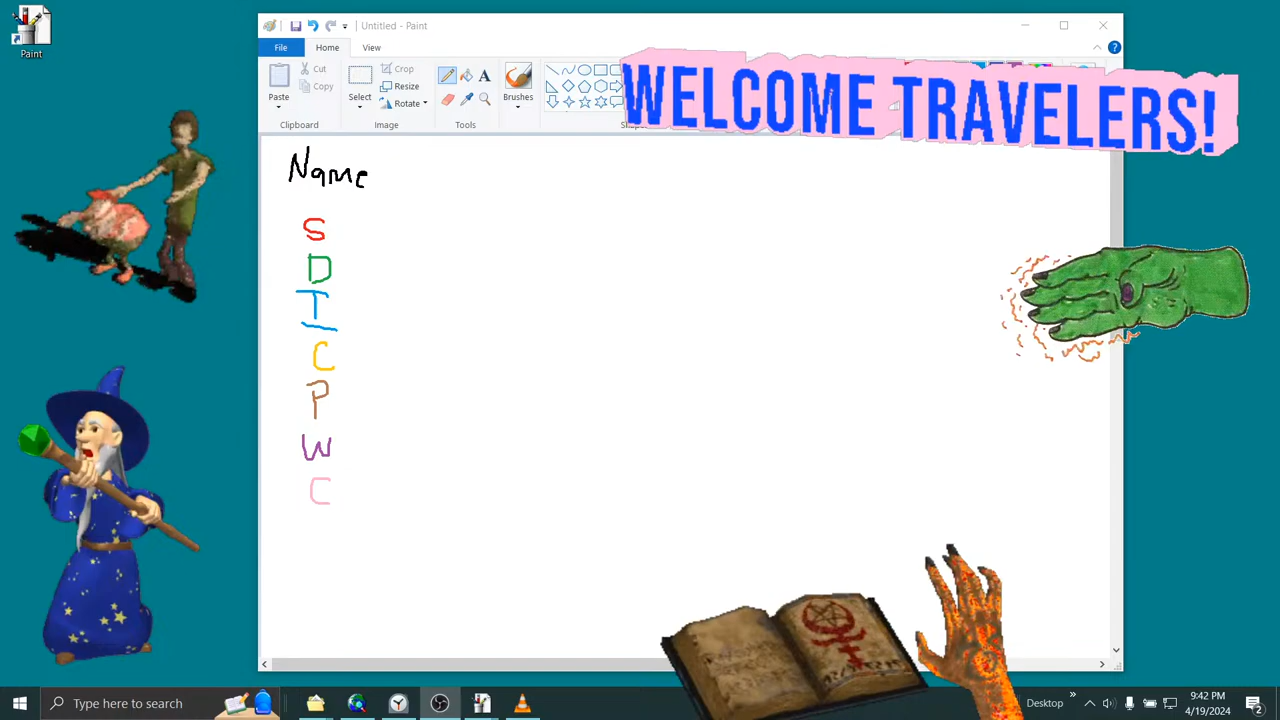 Untitled - Paint
Paint
File Home View
Paste
Cut
Copy
Clipboard
Select
Crop
Resize
Rotate
Image
A
Tools
Brushes
WELCOME TRAVELERS!
Name
S
D
I
C
P
W
C
Type here to search
Desktop
9:42 PM
4/19/2024
2